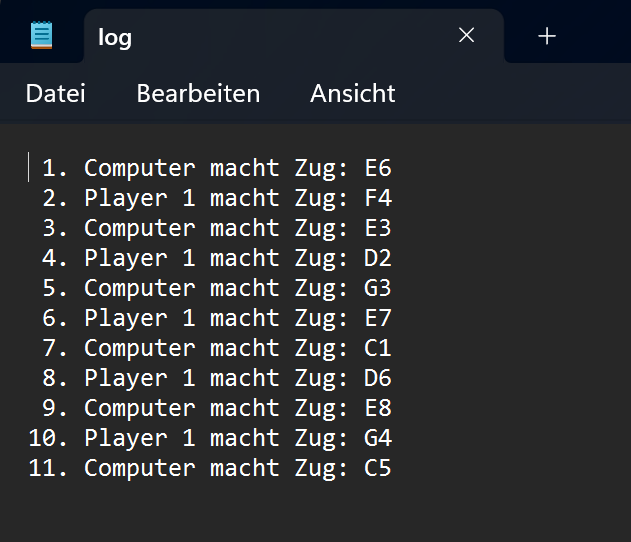 log
Datei Bearbeiten Ansicht
1. Computer macht Zug: E6
2. Player 1 macht Zug: F4
3. Computer macht Zug: E3
4. Player 1 macht Zug: D2
5. Computer macht Zug: G3
6. Player 1 macht Zug: E7
7. Computer macht Zug: C1
8. Player 1 macht Zug: D6
9. Computer macht Zug: E8
10. Player 1 macht Zug: G4
11. Computer macht Zug: C5